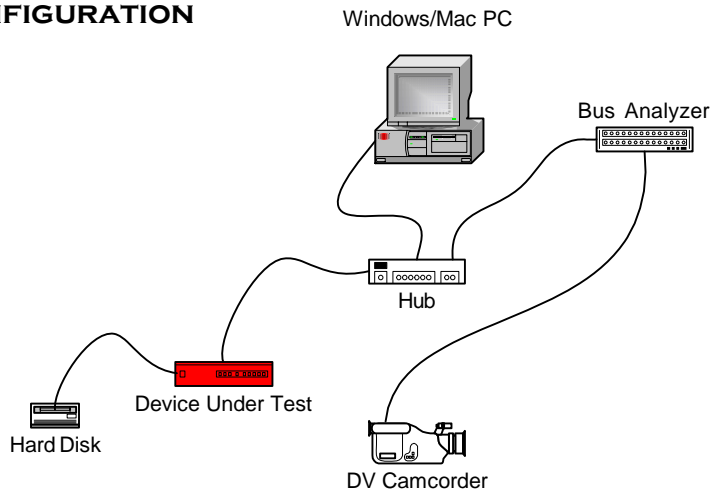 FIGURATION
Windows/Mac PC
Bus Analyzer
Hub
Device Under Test
Hard Disk
DV Camcorder